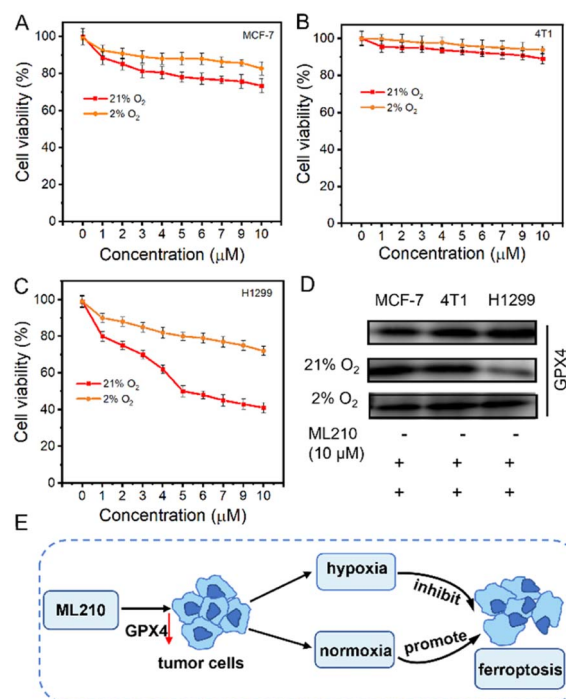 A
MCF-7
Cell viability (%)
100
80
60
40
20
0
21% O₂
2% O₂
0 1 2 3 4 5 6 7 8 9 10
Concentration (μM)
B
4T1
Cell viability (%)
100
80
60
40
20
0
21% O₂
2% O₂
0 1 2 3 4 5 6 7 9 10
Concentration (μM)
C
H1299
Cell viability (%)
100
80
60
40
20
0
21% O₂
2% O₂
0 1 2 3 4 5 6 7 8 9 10
Concentration (μM)
D
MCF-7 4T1 H1299
21% O₂
2% O₂
GPX4
ML210 - - -
(10 μM)
+ + +
+ + +
E
ML210
GPX4
tumor cells
hypoxia
normoxia
inhibit
promote
ferroptosis